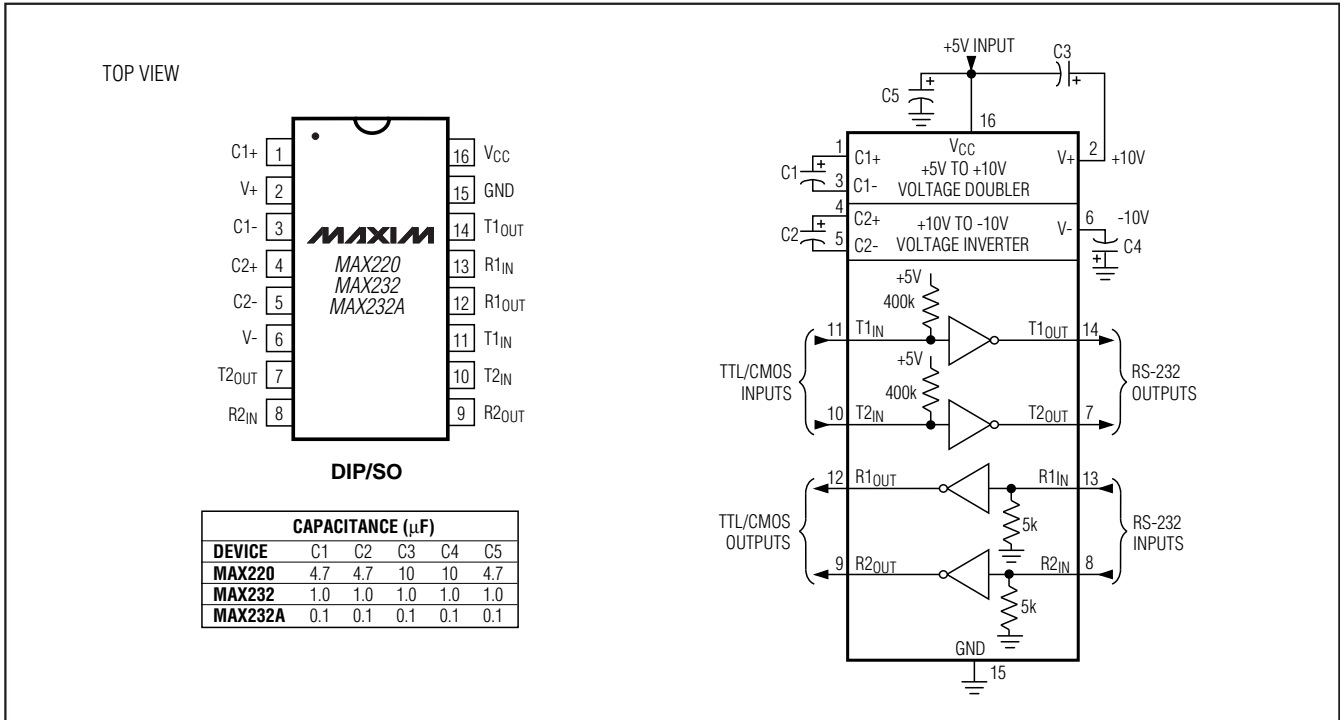 TOP VIEW
C1+ 1
V+ 2
C1- 3
C2+ 4
C2- 5
V- 6
T2OUT 7
R2IN 8
16 VCC
15 GND
14 T1OUT
13 R1IN
12 R1OUT
11 T1IN
10 T2IN
9 R2OUT
MAXIM
MAX220
MAX232
MAX232A
DIP/SO
CAPACITANCE (µF)
DEVICE C1 C2 C3 C4 C5
MAX220 4.7 4.7 10 10 4.7
MAX232 1.0 1.0 1.0 1.0 1.0
MAX232A 0.1 0.1 0.1 0.1 0.1
+5V INPUT
C3
+
+
C5
16
VCC
1
C1+
+5V TO +10V
V+
2
+10V
C1
+
3
C1-
VOLTAGE DOUBLER
4
C2+
+10V TO -10V
V-
6
-10V
C2
+
5
C2-
VOLTAGE INVERTER
+
C4
+5V
400k
11
T1IN
T1OUT
14
+5V
TTL/CMOS
INPUTS
400k
RS-232
OUTPUTS
10
T2IN
T2OUT
7
12
R1OUT
R1IN
13
TTL/CMOS
OUTPUTS
5k
RS-232
INPUTS
9
R2OUT
R2IN
8
5k
GND
15